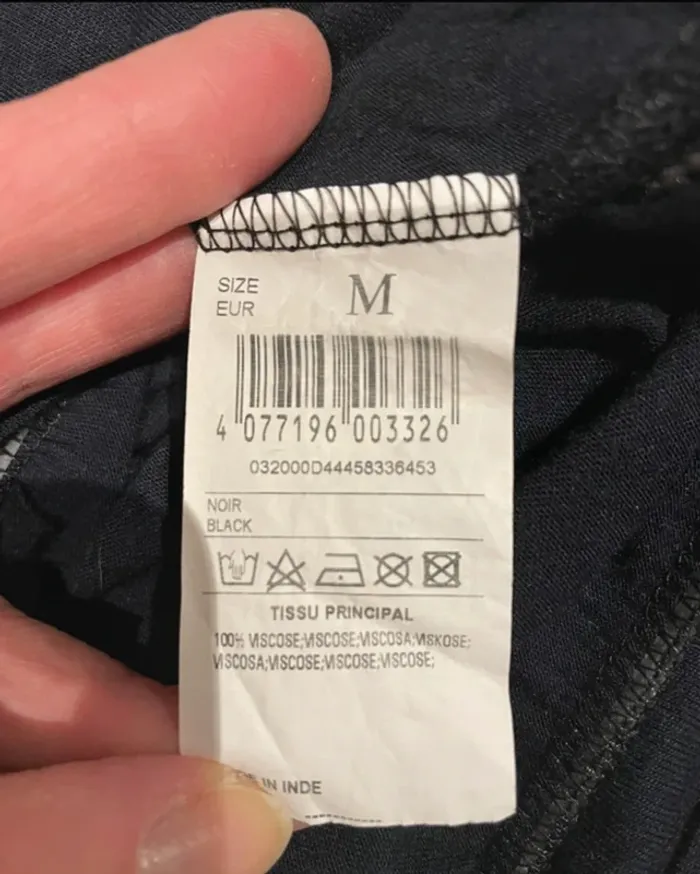 SIZE
EUR
M
4 077196 003326
032000D44458336453
NOIR
BLACK
TISSU PRINCIPAL
100% VISCOSE;VISCOSE;VISCOSA;VISKOSE;
VISCOSA;VISCOSE;VISCOSE;VISCOSE;
IN INDE